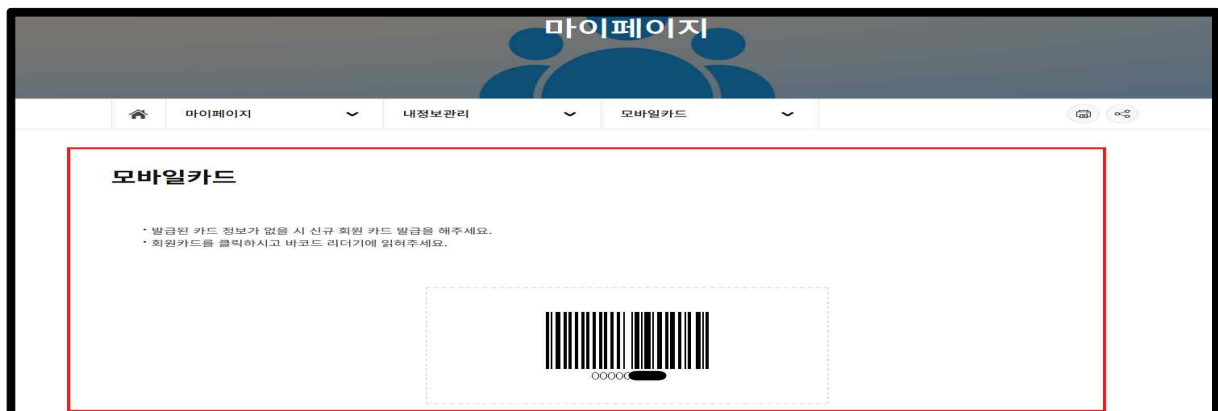 마이페이지
마이페이지
내정보관리
모바일카드
모바일카드
· 발급된 카드 정보가 없을 시 신규 회원 카드 발급을 해주세요.
· 회원카드를 클릭하시고 바코드 리더기에 읽혀주세요.